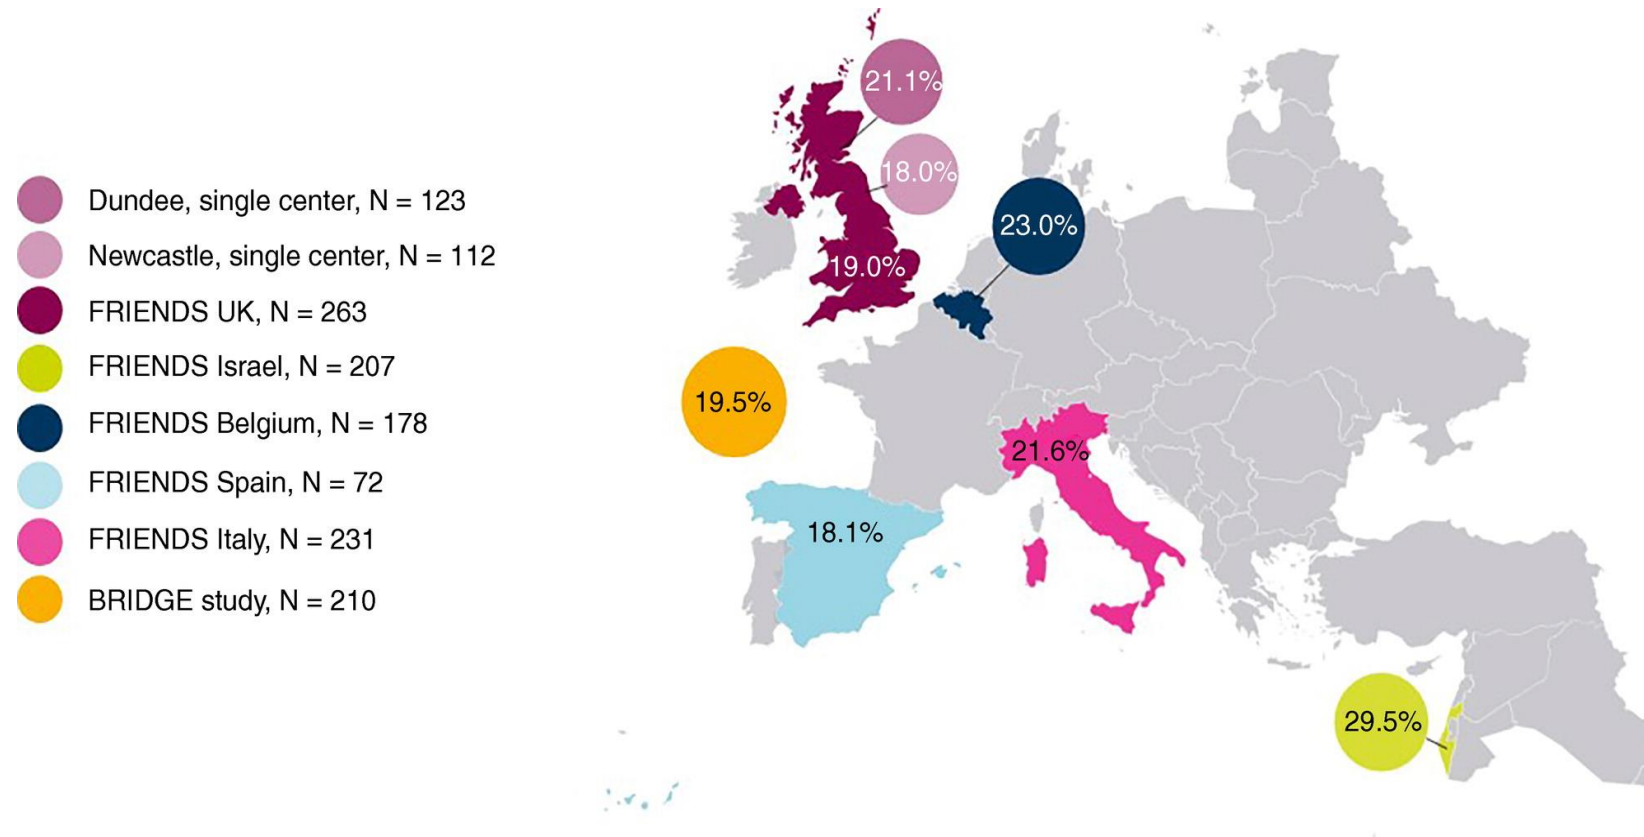 Dundee, single center, N = 123
Newcastle, single center, N = 112
FRIENDS UK, N = 263
FRIENDS Israel, N = 207
FRIENDS Belgium, N = 178
FRIENDS Spain, N = 72
FRIENDS Italy, N = 231
BRIDGE study, N = 210
21.1%
18.0%
23.0%
19.0%
19.5%
21.6%
18.1%
29.5%